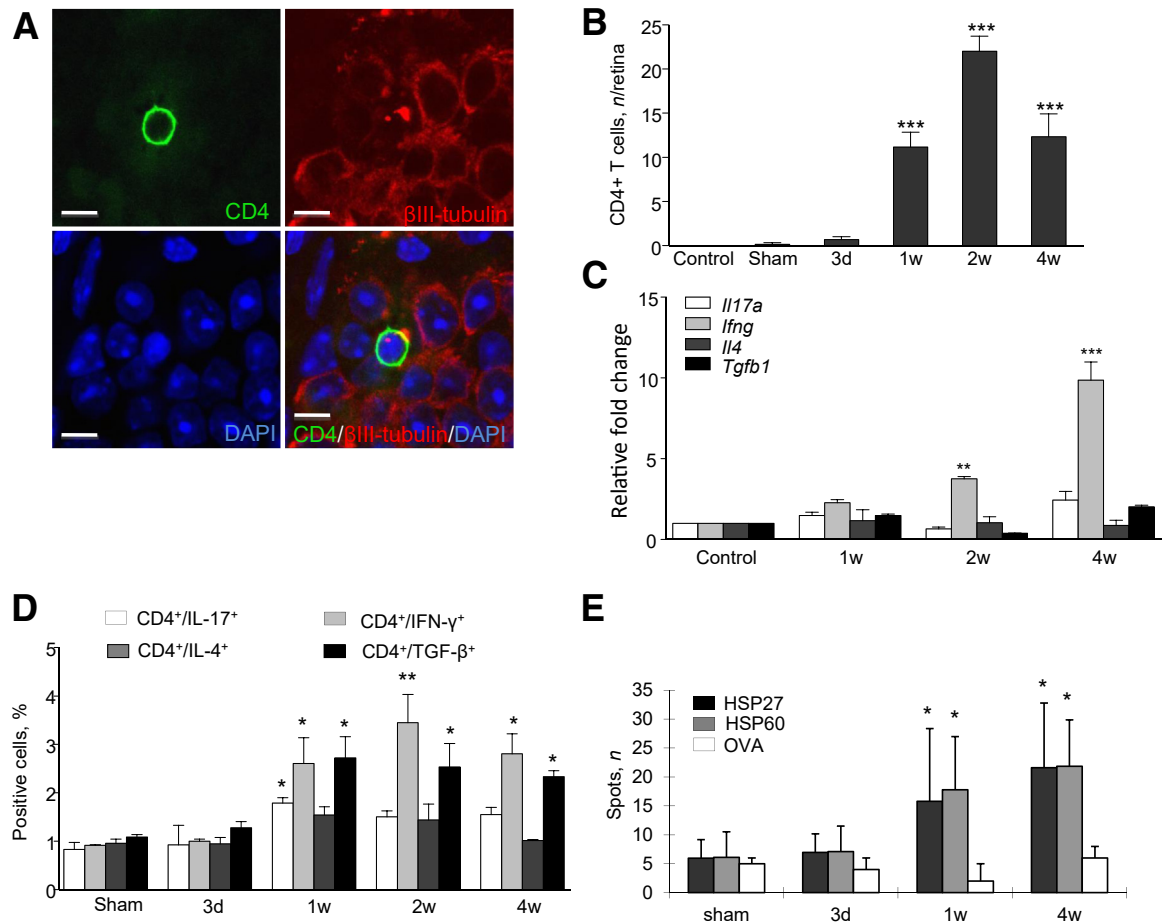 A
CD4
βIII-tubulin
DAPI
CD4/βIII-tubulin/DAPI
B
CD4+ T cells, n/retina
25
20
15
10
5
0
***
***
***
Control Sham 3d 1w 2w 4w
C
Relative fold change
15
10
5
0
Il17a
Ifng
Il4
Tgfb1
**
***
Control 1w 2w 4w
D
CD4⁺/IL-17⁺ CD4⁺/IFN-γ⁺
CD4⁺/IL-4⁺ CD4⁺/TGF-β⁺
Positive cells, %
5
4
3
2
1
0
* * *
** *
* *
Sham 3d 1w 2w 4w
E
HSP27
HSP60
OVA
Spots, n
35
30
25
20
15
10
5
0
* *
* *
sham 3d 1w 4w